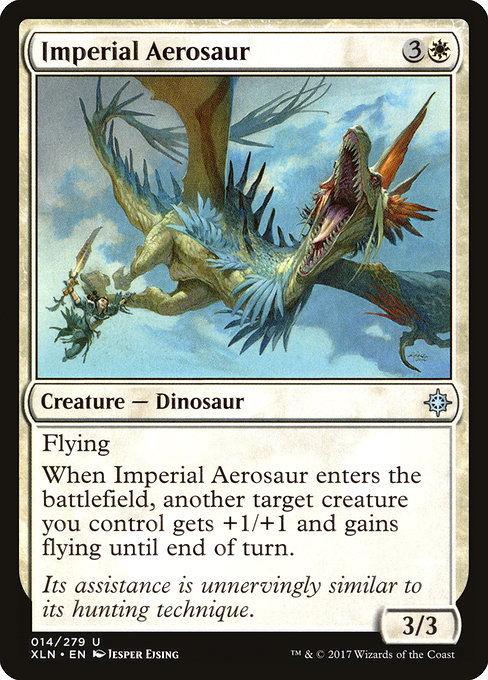 Imperial Aerosaur 3
Creature — Dinosaur
Flying
When Imperial Aerosaur enters the
battlefield, another target creature
you control gets +1/+1 and gains
flying until end of turn.
Its assistance is unnervingly similar to
its hunting technique.
3/3
014/279 U
XLN • EN Jesper Ejsing ™ & © 2017 Wizards of the Coast